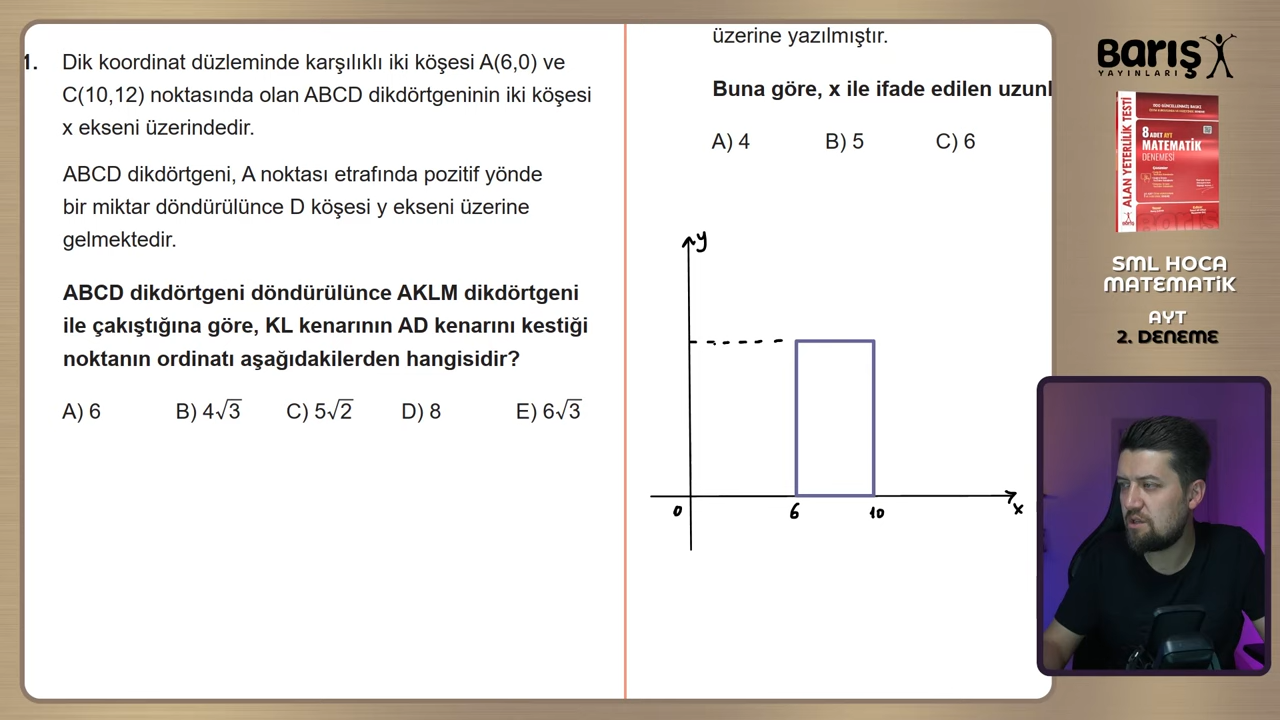 1. Dik koordinat düzleminde karşılıklı iki köşesi A(6,0) ve
C(10,12) noktasında olan ABCD dikdörtgeninin iki köşesi
x ekseni üzerindedir.
ABCD dikdörtgeni, A noktası etrafında pozitif yönde
bir miktar döndürülünce D köşesi y ekseni üzerine
gelmektedir.
ABCD dikdörtgeni döndürülünce AKLM dikdörtgeni
ile çakıştığına göre, KL kenarının AD kenarını kestiği
noktanın ordinatı aşağıdakilerden hangisidir?
A) 6 B) 4√3 C) 5√2 D) 8 E) 6√3
üzerine yazılmıştır.
Buna göre, x ile ifade edilen uzunl
A) 4 B) 5 C) 6
y
0 6 10 x
BARIŞ
YAYINLARI
ALAN YETERLİLİK TESTİ
8 ADET AYT
MATEMATİK
DENEMESİ
SML HOCA
MATEMATİK
AYT
2. DENEME